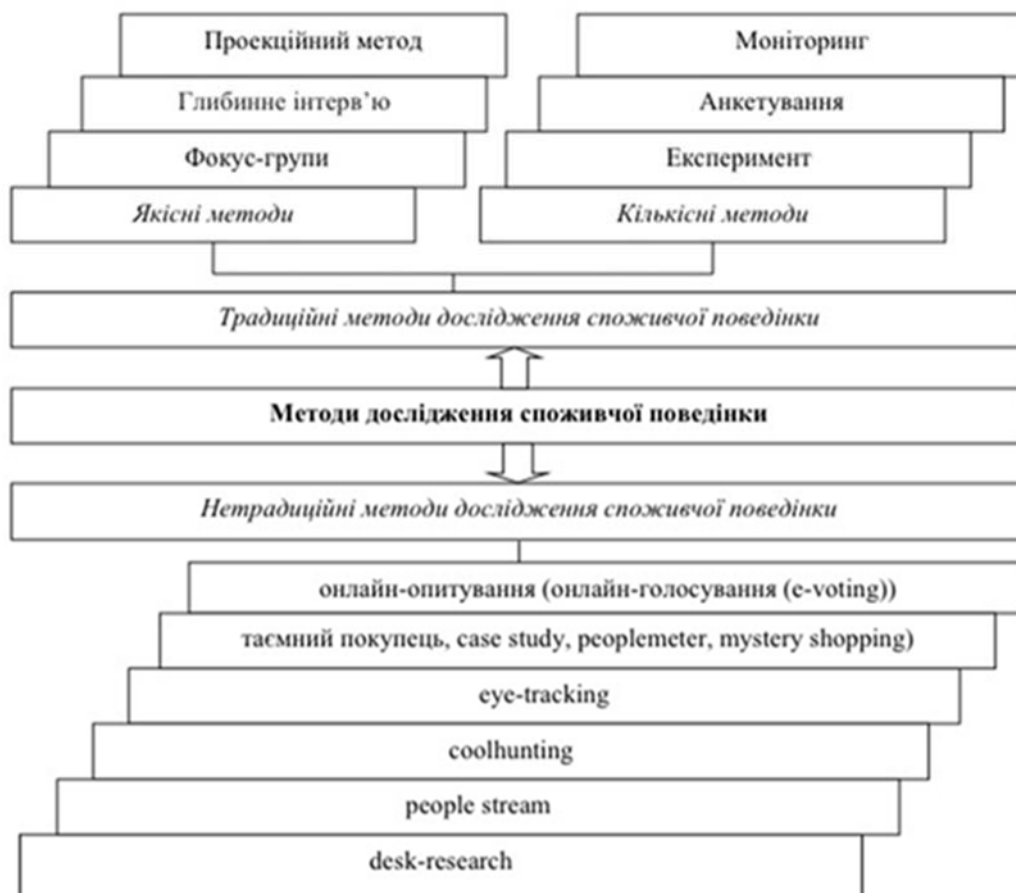 Проекційний метод
Глибинне інтерв’ю
Фокус-групи
Якісні методи
Моніторинг
Анкетування
Експеримент
Кількісні методи
Традиційні методи дослідження споживчої поведінки
Методи дослідження споживчої поведінки
Нетрадиційні методи дослідження споживчої поведінки
онлайн-опитування (онлайн-голосування (e-voting))
таємний покупець, case study, peoplemeter, mystery shopping)
eye-tracking
coolhunting
people stream
desk-research